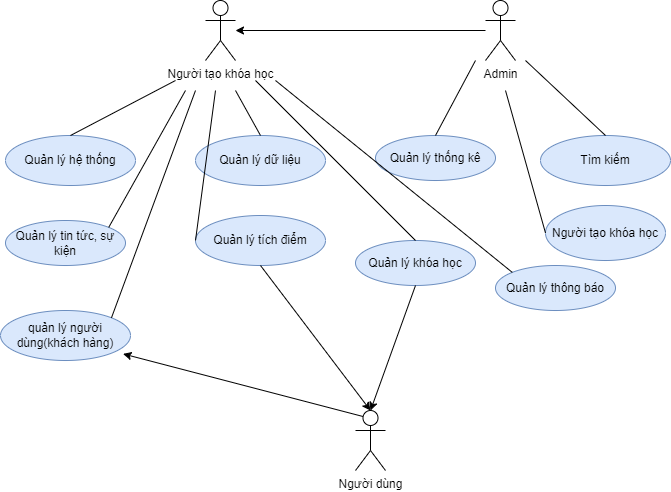 Người tạo khóa học
Admin
Quản lý hệ thống
Quản lý dữ liệu
Quản lý thống kê
Tìm kiếm
Quản lý tin tức, sự
kiện
Quản lý tích điểm
Người tạo khóa học
Quản lý khóa học
Quản lý thông báo
quản lý người
dùng(khách hàng)
Người dùng